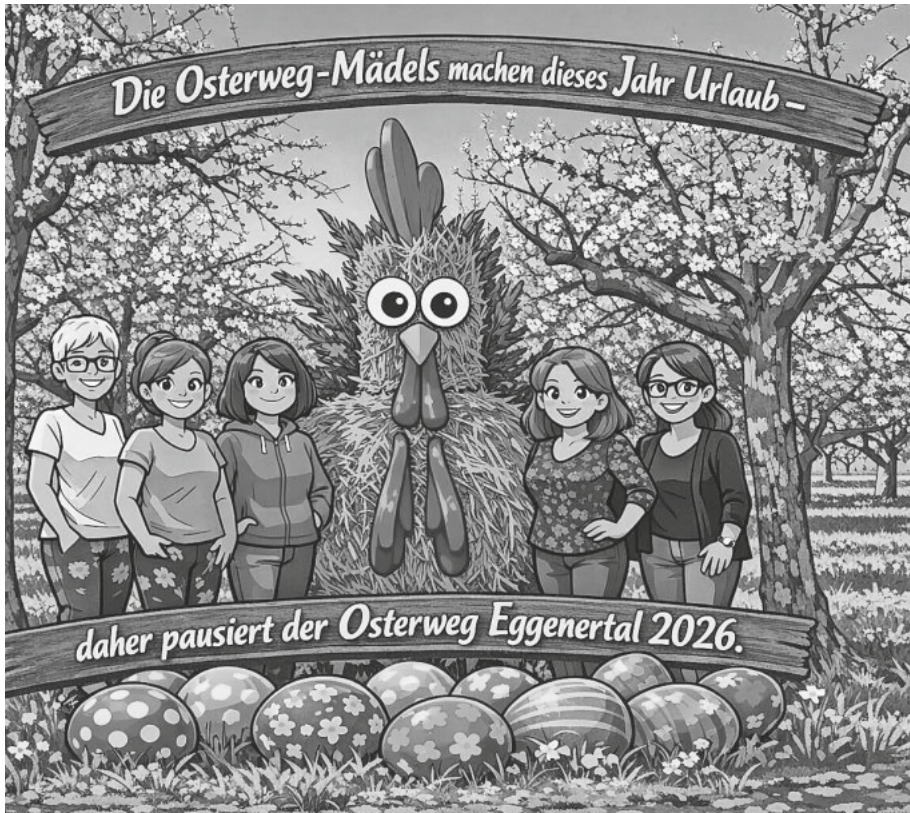 Die Osterweg-Mädels machen dieses Jahr Urlaub –
daher pausiert der Osterweg Eggenertal 2026.